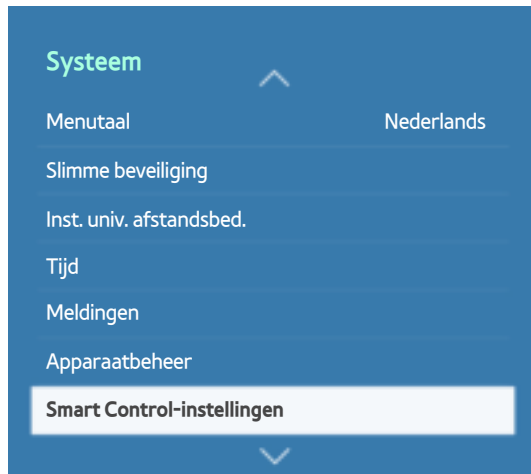 Systeem
Menutaal Nederlands
Slimme beveiliging
Inst. univ. afstandsbed.
Tijd
Meldingen
Apparaatbeheer
Smart Control-instellingen